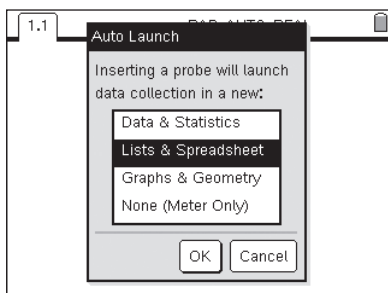 1.1
Auto Launch
Inserting a probe will launch
data collection in a new:
Data & Statistics
Lists & Spreadsheet
Graphs & Geometry
None (Meter Only)
OK Cancel